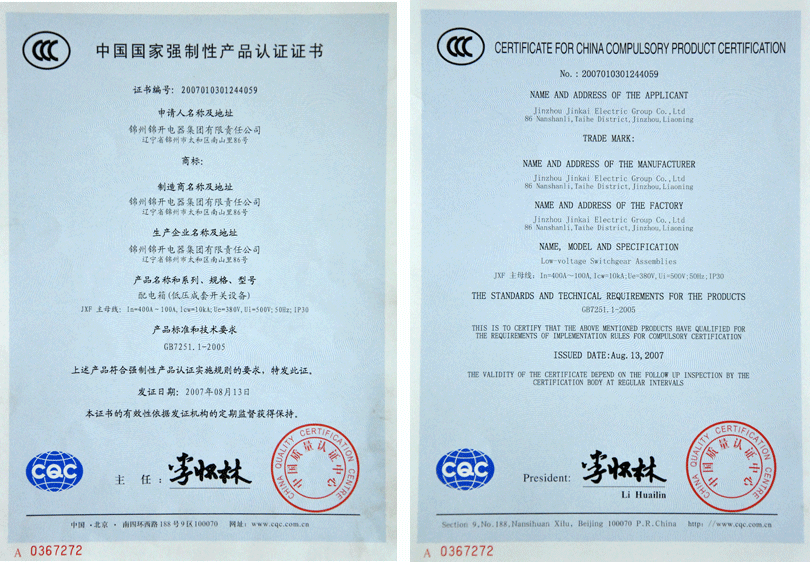 中国国家强制性产品认证证书
证书编号: 2007010301244059
申请人名称及地址
锦州锦开电器集团有限责任公司
辽宁省锦州市太和区南山里86号
商标:
制造商名称及地址
锦州锦开电器集团有限责任公司
辽宁省锦州市太和区南山里86号
生产企业名称及地址
锦州锦开电器集团有限责任公司
辽宁省锦州市太和区南山里86号
产品名称和系列、规格、型号
配电箱(低压成套开关设备)
JXF 主母线: In=400A~100A,Icw=10kA;Ue=380V,Ui=500V;50Hz;IP30
产品标准和技术要求
GB7251.1-2005
上述产品符合强制性产品认证实施规则的要求, 特发此证。
发证日期: 2007年08月13日
本证书的有效性依据发证机构的定期监督获得保持。
CQC
主 任: 李怀林
CHINA QUALITY CERTIFICATION CENTRE
中国质量认证中心
中国·北京· 南四环西路188号9区100070 网址: www.cqc.com.cn
A 0367272
CERTIFICATE FOR CHINA COMPULSORY PRODUCT CERTIFICATION
No.: 2007010301244059
NAME AND ADDRESS OF THE APPLICANT
Jinzhou Jinkai Electric Group Co.,Ltd
86 Nanshanli,Taihe District,Jinzhou,Liaoning
TRADE MARK:
NAME AND ADDRESS OF THE MANUFACTURER
Jinzhou Jinkai Electric Group Co.,Ltd
86 Nanshanli,Taihe District,Jinzhou,Liaoning
NAME AND ADDRESS OF THE FACTORY
Jinzhou Jinkai Electric Group Co.,Ltd
86 Nanshanli,Taihe District,Jinzhou,Liaoning
NAME, MODEL AND SPECIFICATION
Low-voltage Switchgear Assemblies
JXF 主母线: In=400A~100A,Icw=10kA;Ue=380V,Ui=500V;50Hz;IP30
THE STANDARDS AND TECHNICAL REQUIREMENTS FOR THE PRODUCTS
GB7251.1-2005
THIS IS TO CERTIFY THAT THE ABOVE MENTIONED PRODUCTS HAVE QUALIFIED FOR
THE REQUIREMENTS OF IMPLEMENTATION RULES FOR COMPULSORY CERTIFICATION
ISSUED DATE:Aug. 13, 2007
THE VALIDITY OF THE CERTIFICATE DEPEND ON THE FOLLOW UP INSPECTION BY THE
CERTIFICATION BODY AT REGULAR INTERVALS
CQC
President: 李怀林
Li Huailin
CHINA QUALITY CERTIFICATION CENTRE
中国质量认证中心
Section 9,No.188,Nansihuan Xilu, Beijing 100070 P.R.China http: //www.cqc.com.cn
A 0367272